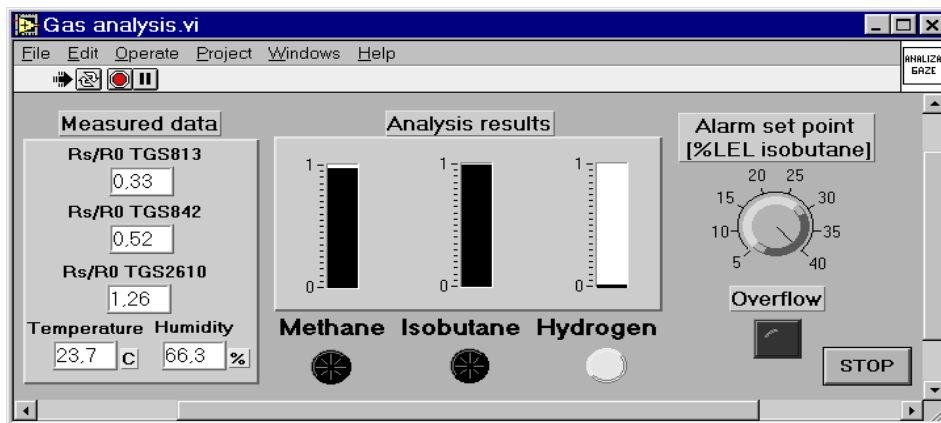 Gas analysis.vi
File Edit Operate Project Windows Help
ANALIZA
GAZE
Measured data
Rs/R0 TGS813
0,33
Rs/R0 TGS842
0,52
Rs/R0 TGS2610
1,26
Temperature Humidity
23,7 C 66,3 %
Analysis results
1 1 1
0 0 0
Methane Isobutane Hydrogen
Alarm set point
[%LEL isobutane]
20 25
15 30
10 35
5 40
Overflow
STOP